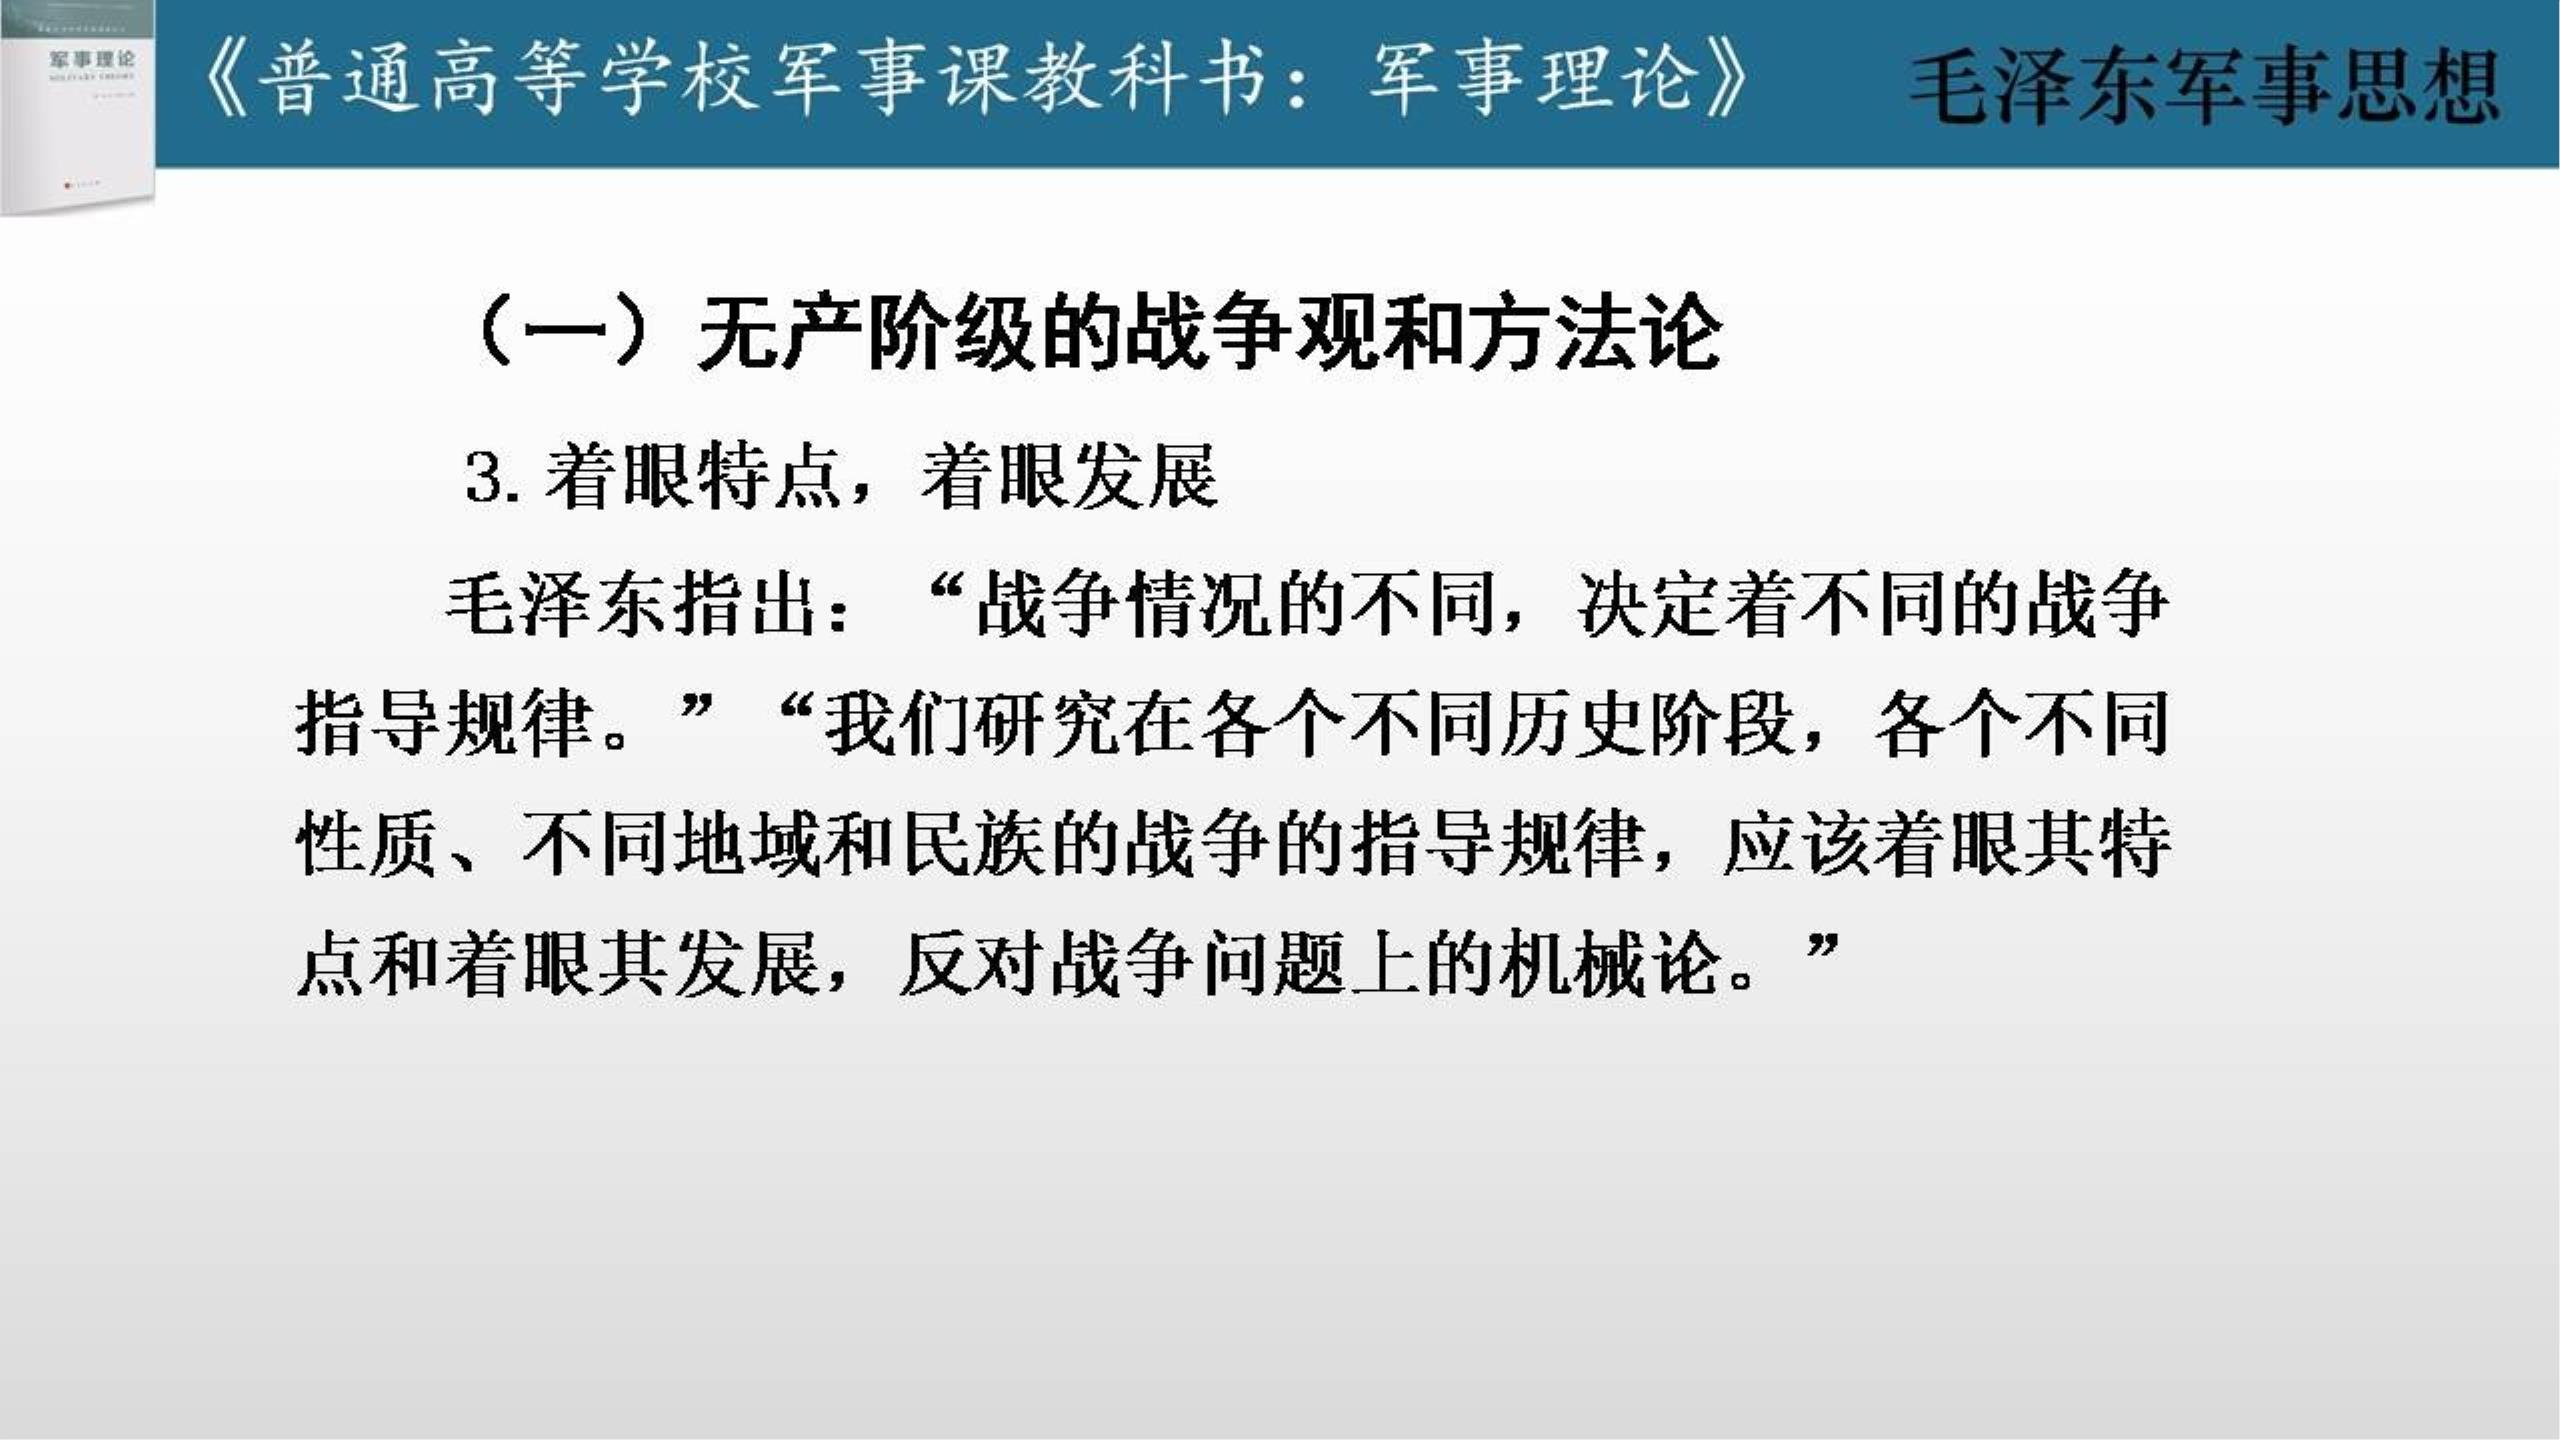 军事理论
MILITARY THEORY
《普通高等学校军事课教科书：军事理论》
毛泽东军事思想
（一）无产阶级的战争观和方法论
3. 着眼特点，着眼发展
毛泽东指出：“战争情况的不同，决定着不同的战争
指导规律。”“我们研究在各个不同历史阶段，各个不同
性质、不同地域和民族的战争的指导规律，应该着眼其特
点和着眼其发展，反对战争问题上的机械论。”